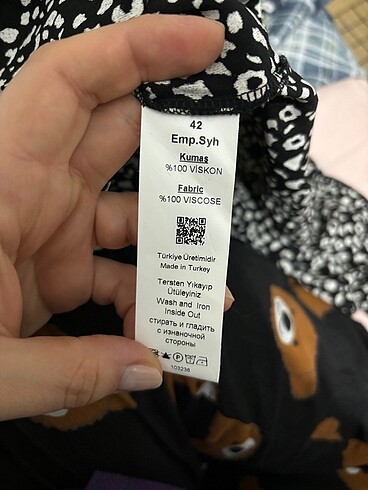 42
Emp.Syh
Kumaş
%100 VİSKON
Fabric
%100 VISCOSE
Türkiye Üretimidir
Made in Turkey
Tersten Yıkayıp
Ütüleyiniz
Wash and Iron
Inside Out
стирать и гладить
с изнаночной
стороны
P
103236